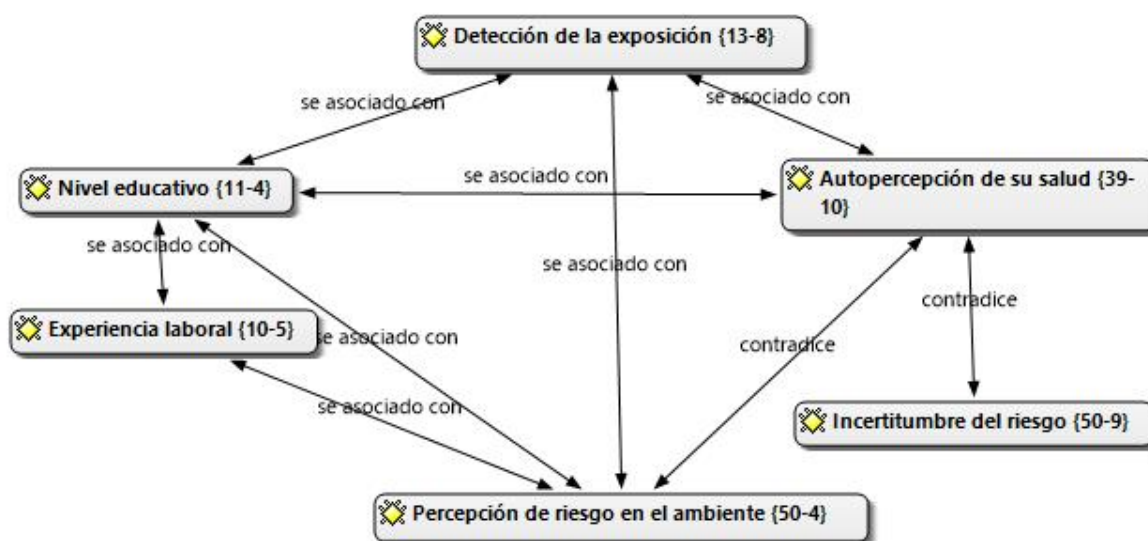 Detección de la exposición {13-8}
se asociado con
se asociado con
Nivel educativo {11-4}
se asociado con
Autopercepción de su salud {39-
10}
se asociado con
se asociado con
contradice
Experiencia laboral {10-5}
se asociado con
contradice
se asociado con
Incertitumbre del riesgo {50-9}
Percepción de riesgo en el ambiente {50-4}